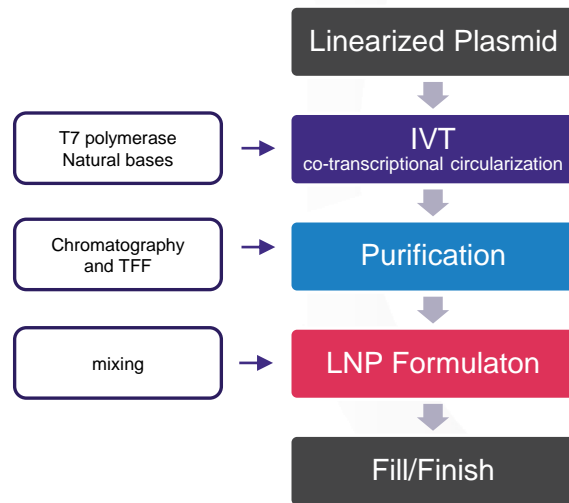 Linearized Plasmid
T7 polymerase
Natural bases
IVT
co-transcriptional circularization
Chromatography
and TFF
Purification
mixing
LNP Formulaton
Fill/Finish